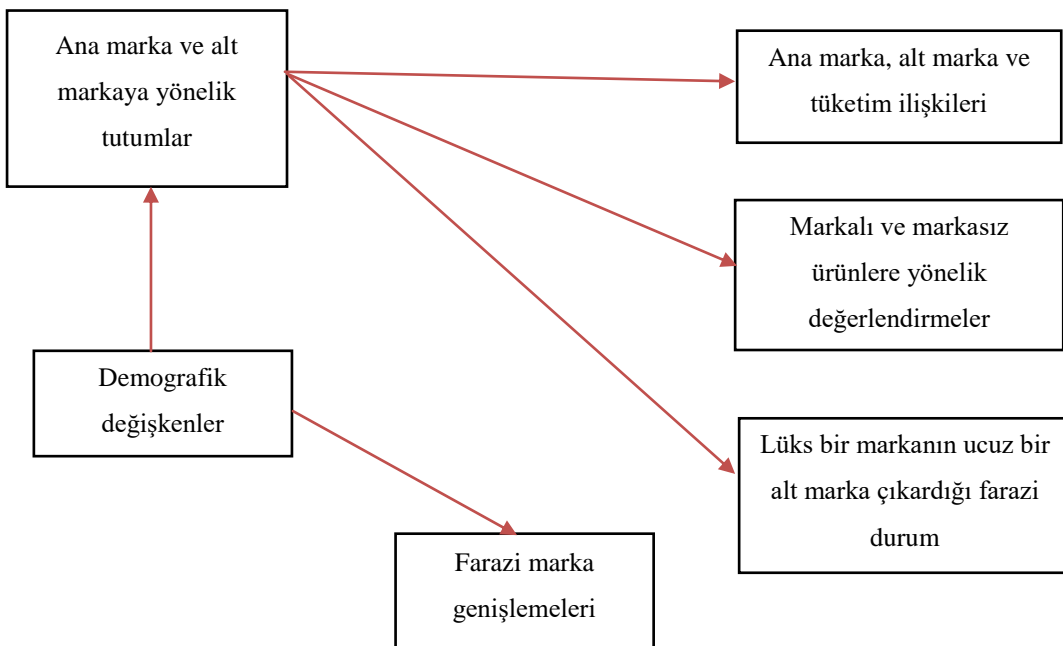 Ana marka ve alt
markaya yönelik
tutumlar
Ana marka, alt marka ve
tüketim ilişkileri
Markalı ve markasız
ürünlere yönelik
değerlendirmeler
Demografik
değişkenler
Lüks bir markanın ucuz bir
alt marka çıkardığı farazi
durum
Farazi marka
genişlemeleri